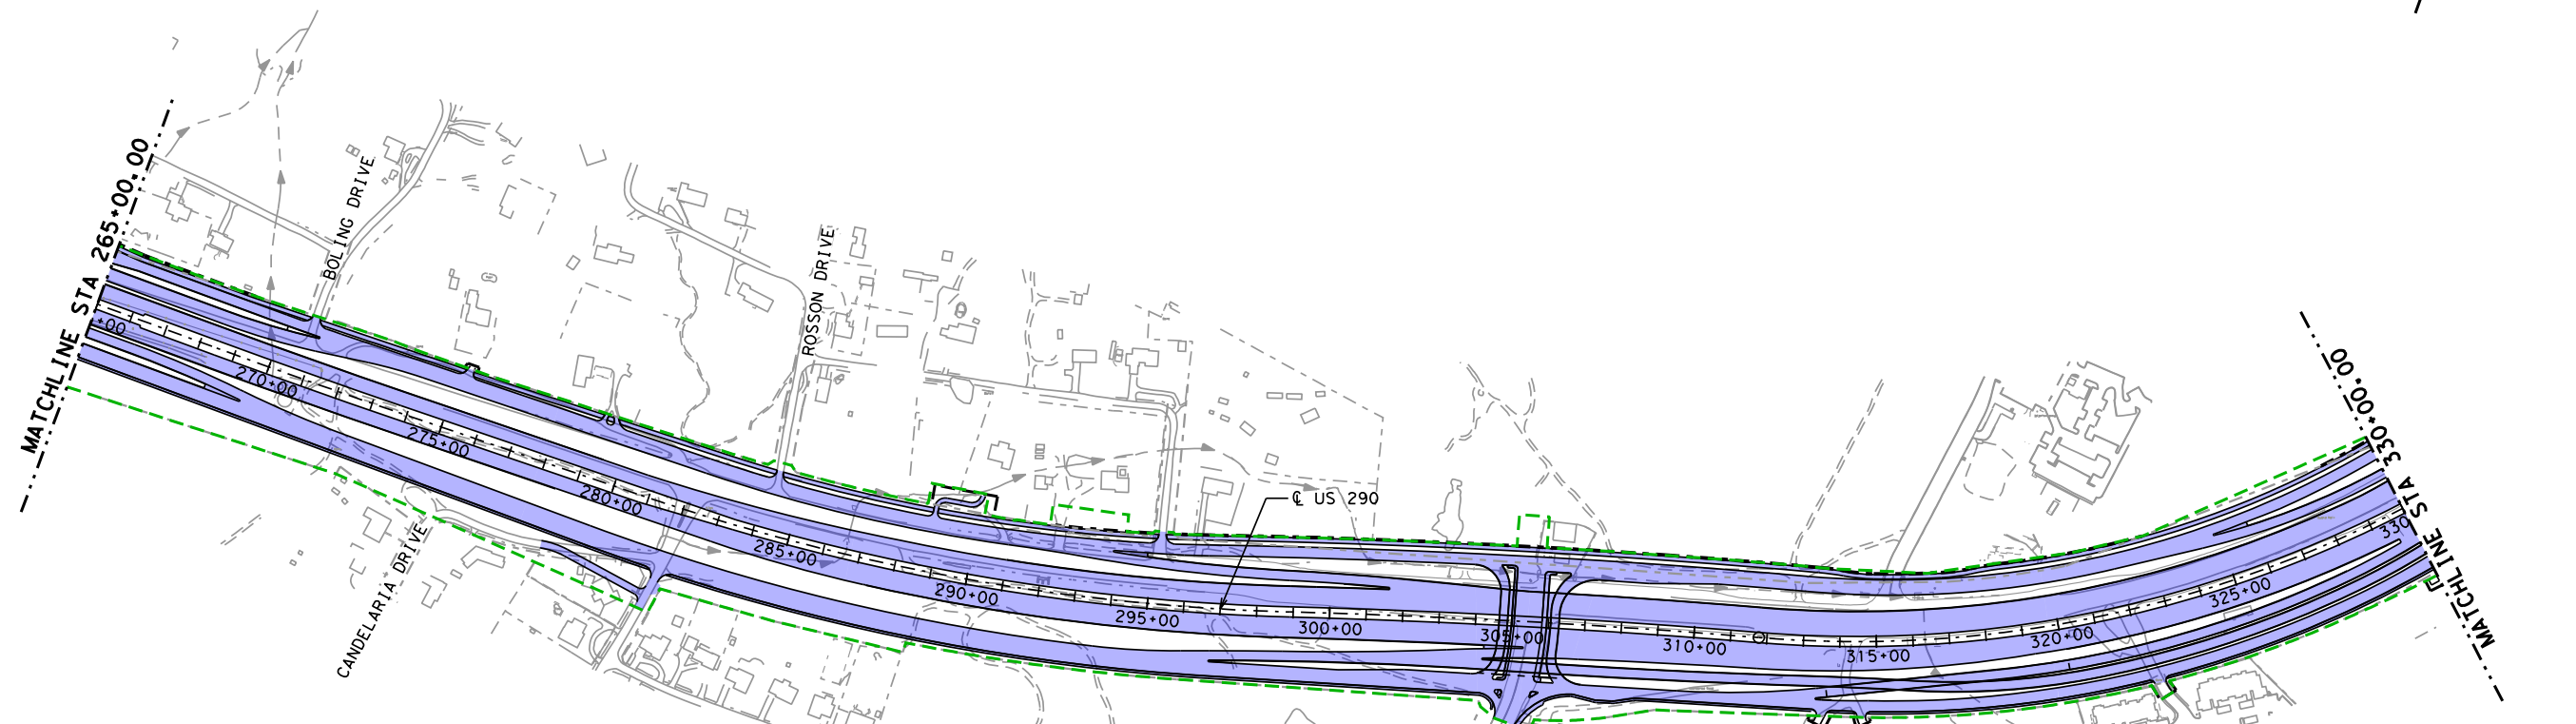 MATCHLINE STA 265+00.00
+00
BOLING DRIVE
270+00
275+00
CANDELARIA DRIVE
280+00
ROSSON DRIVE
285+00
290+00
295+00
℄ US 290
300+00
305+00
310+00
315+00
320+00
325+00
330
MATCHLINE STA 330+00.00